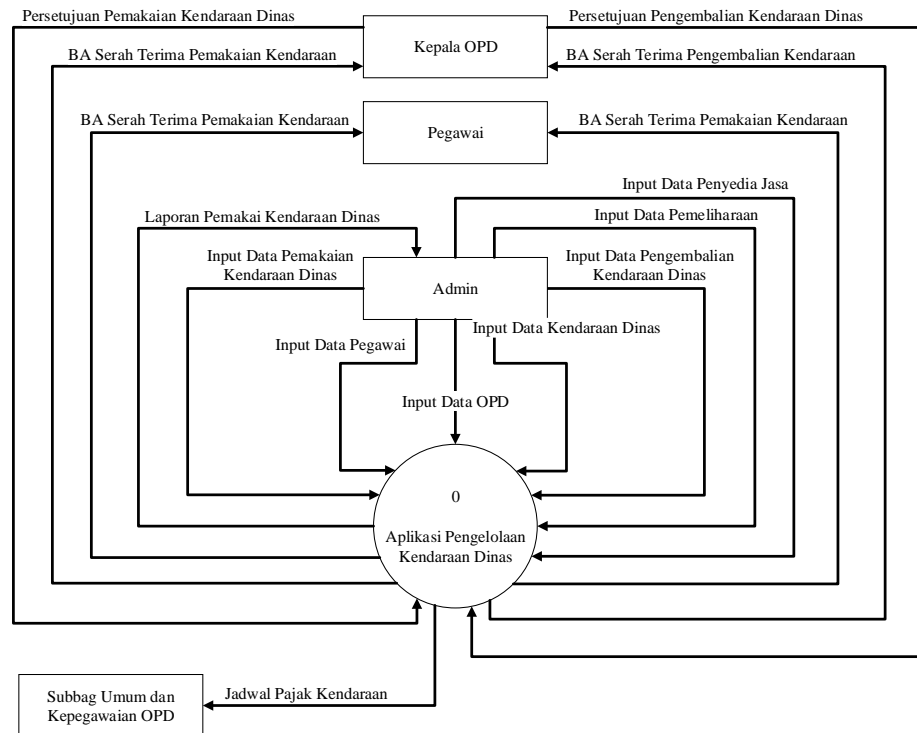 Persetujuan Pemakaian Kendaraan Dinas
Persetujuan Pengembalian Kendaraan Dinas
Kepala OPD
BA Serah Terima Pemakaian Kendaraan
BA Serah Terima Pengembalian Kendaraan
BA Serah Terima Pemakaian Kendaraan
Pegawai
BA Serah Terima Pemakaian Kendaraan
Input Data Penyedia Jasa
Laporan Pemakai Kendaraan Dinas
Input Data Pemeliharaan
Input Data Pemakaian
Kendaraan Dinas
Input Data Pengembalian
Kendaraan Dinas
Admin
Input Data Kendaraan Dinas
Input Data Pegawai
Input Data OPD
0
Aplikasi Pengelolaan
Kendaraan Dinas
Subbag Umum dan
Kepegawaian OPD
Jadwal Pajak Kendaraan